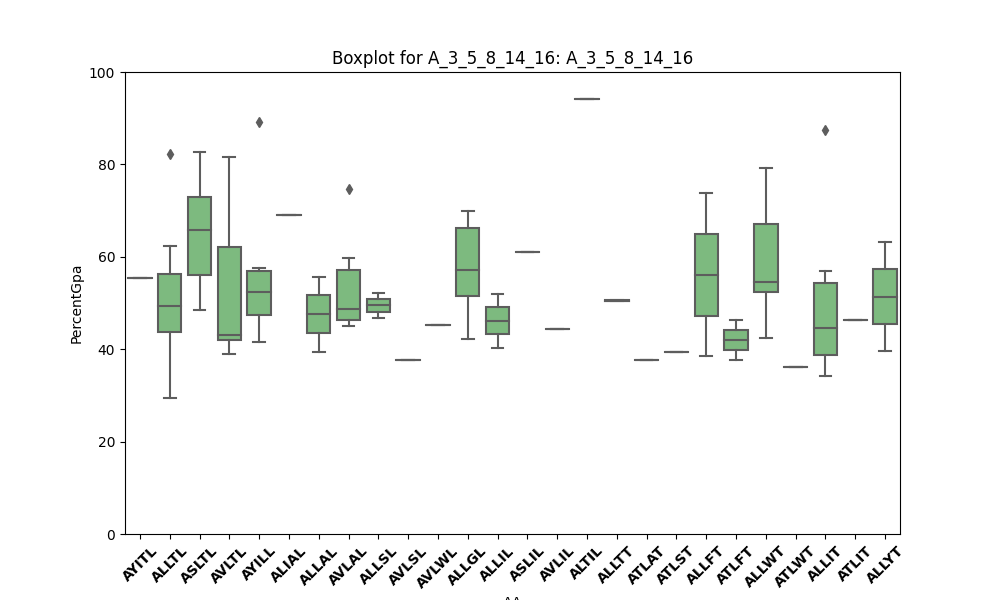 Boxplot for A_3_5_8_14_16: A_3_5_8_14_16
100
80
60
40
20
0
PercentGpa
AYITL ALLTL ASLTL AVLTL AYILL ALIAL ALLAL AVLAL ALLSL AVLSL AVLWL ALLGL ALLIL ASLIL AVLIL ALTIL ALLTT ATLAT ATLST ALLFT ATLFT ALLWT ATLWT ALLIT ATLIT ALLYT